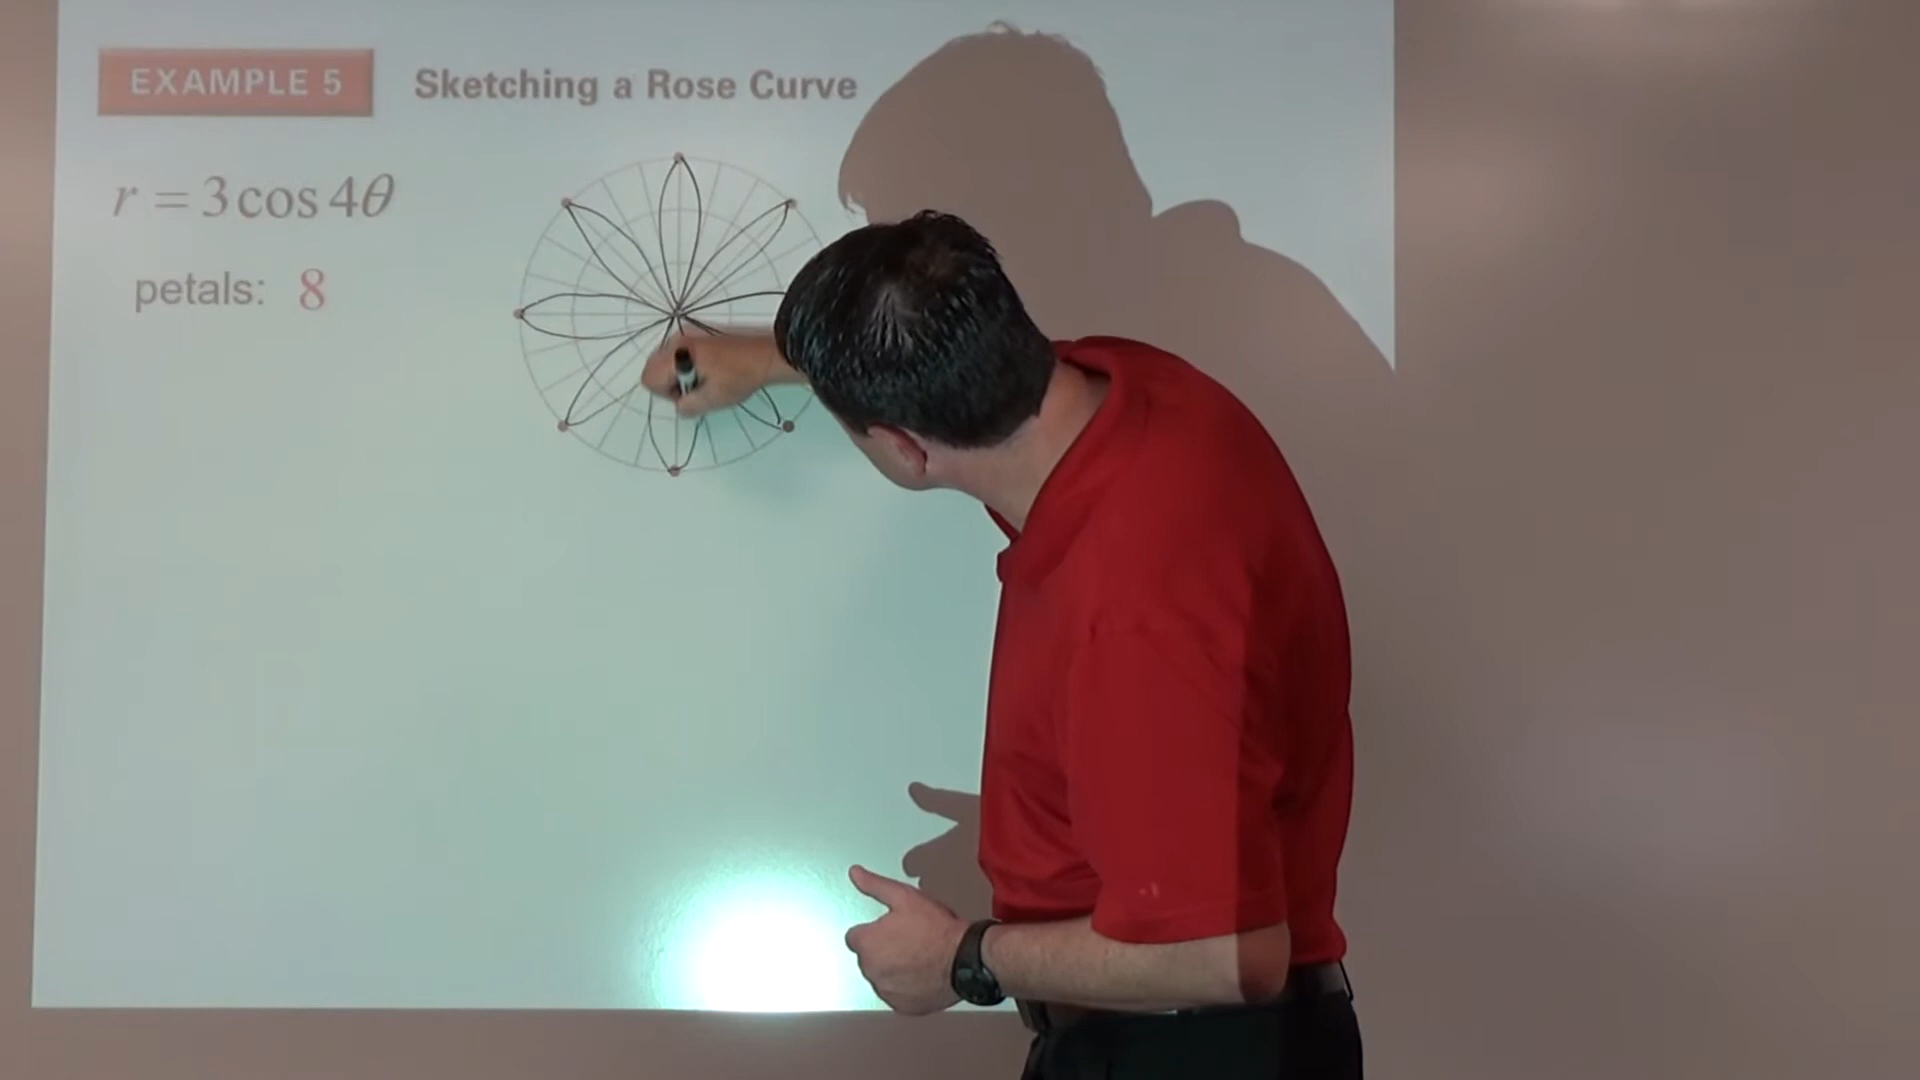 EXAMPLE 5 Sketching a Rose Curve
r = 3 cos 4θ
petals: 8